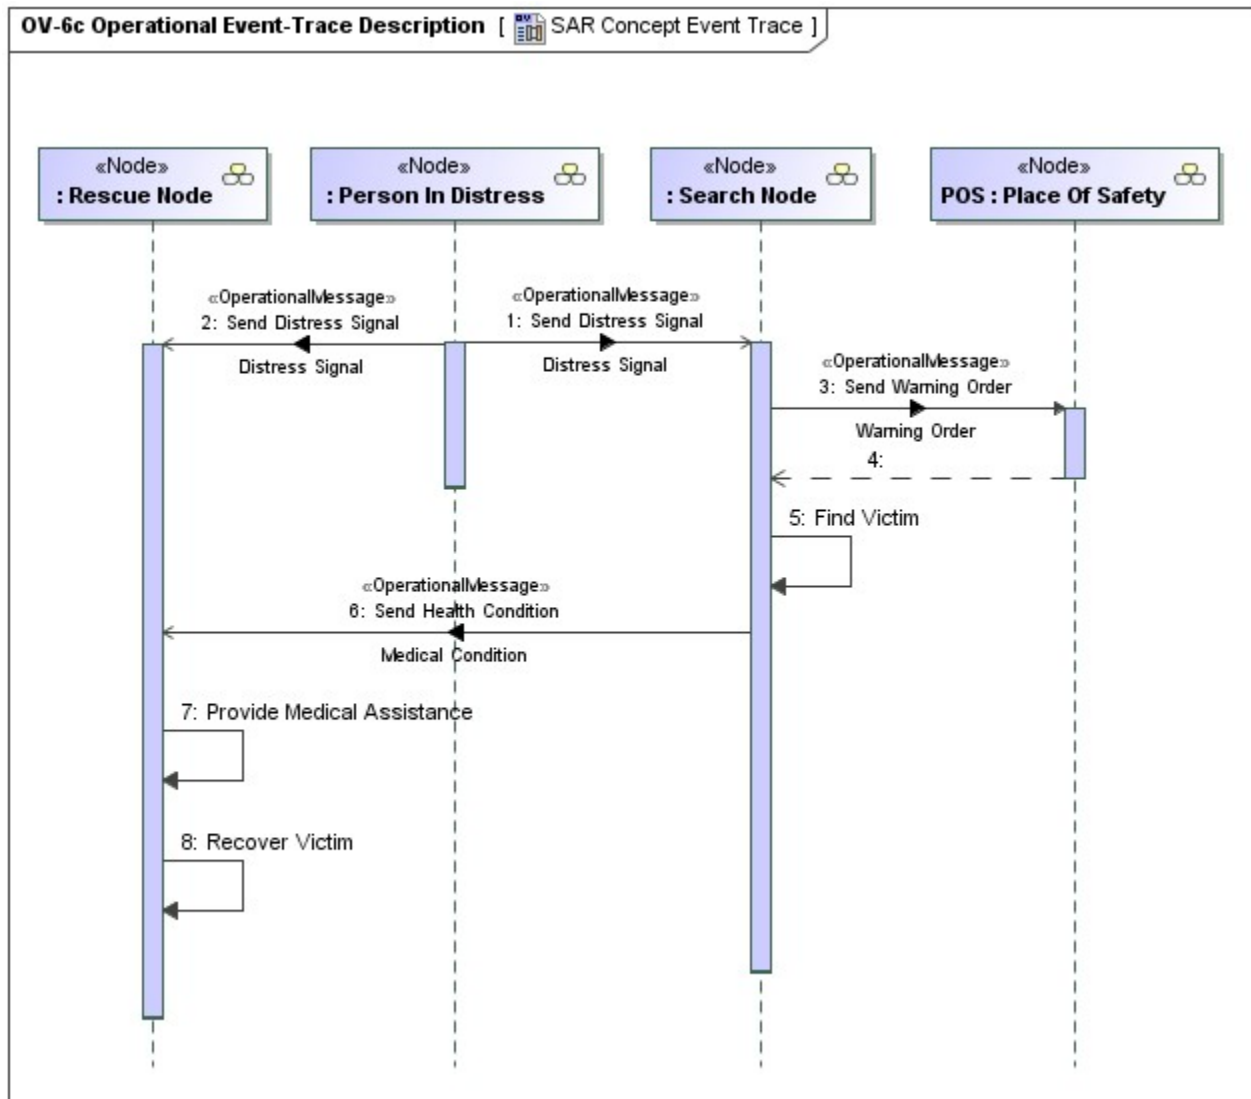 OV-6c Operational Event-Trace Description [ SAR Concept Event Trace ]
«Node»
: Rescue Node
«Node»
: Person In Distress
«Node»
: Search Node
«Node»
POS : Place Of Safety
«OperationalMessage»
2: Send Distress Signal
Distress Signal
«OperationalMessage»
1: Send Distress Signal
Distress Signal
«OperationalMessage»
3: Send Warning Order
Warning Order
4:
5: Find Victim
«OperationalMessage»
6: Send Health Condition
Medical Condition
7: Provide Medical Assistance
8: Recover Victim